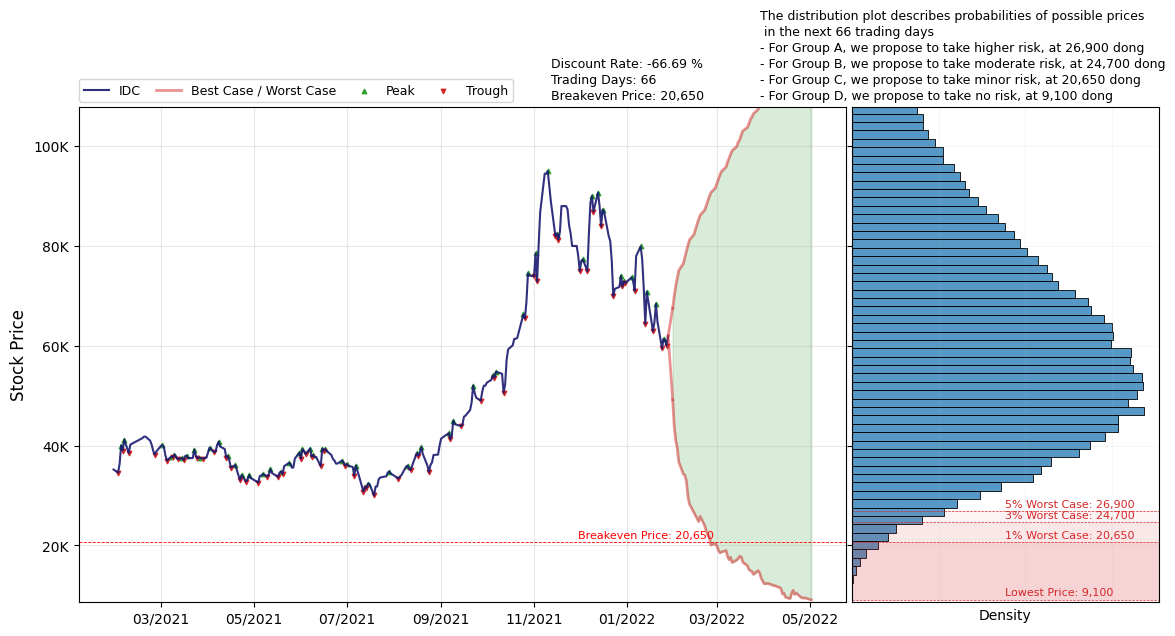 The distribution plot describes probabilities of possible prices
in the next 66 trading days
- For Group A, we propose to take higher risk, at 26,900 dong
- For Group B, we propose to take moderate risk, at 24,700 dong
- For Group C, we propose to take minor risk, at 20,650 dong
- For Group D, we propose to take no risk, at 9,100 dong
Discount Rate: -66.69 %
Trading Days: 66
Breakeven Price: 20,650
IDC
Best Case / Worst Case
Peak
Trough
Stock Price
100K
80K
60K
40K
20K
Breakeven Price: 20,650
03/2021
05/2021
07/2021
09/2021
11/2021
01/2022
03/2022
05/2022
5% Worst Case: 26,900
3% Worst Case: 24,700
1% Worst Case: 20,650
Lowest Price: 9,100
Density